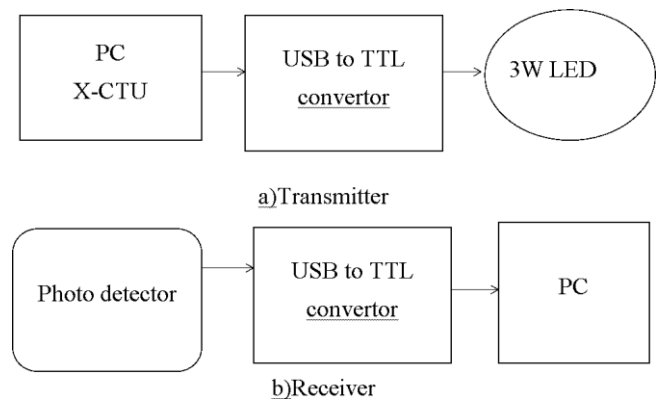 PC
X-CTU
USB to TTL
convertor
3W LED
a)Transmitter
Photo detector
USB to TTL
convertor
PC
b)Receiver